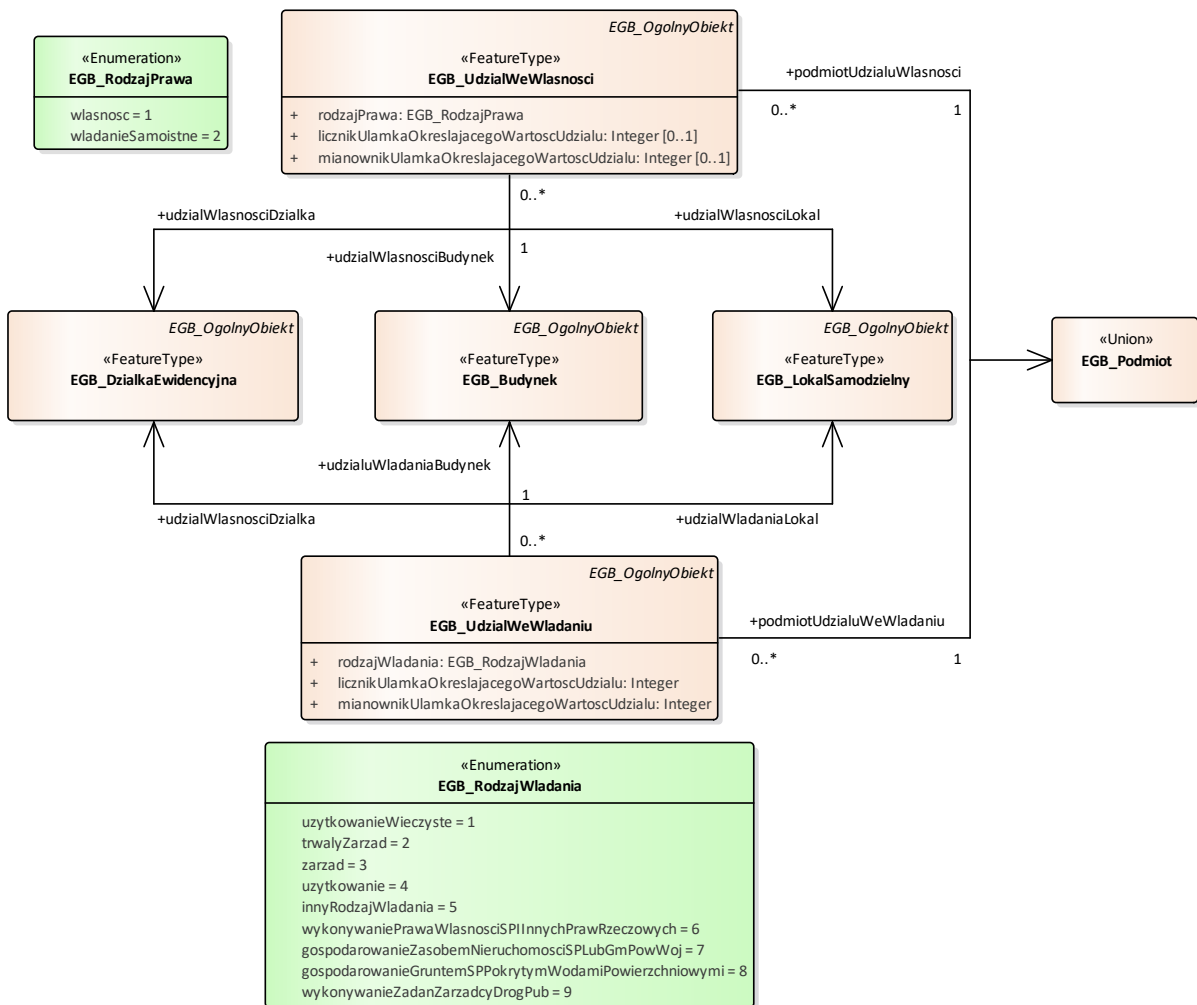 EGB_OgolnyObiekt
«FeatureType»
EGB_UdzialWeWlasnosci
+ rodzajPrawa: EGB_RodzajPrawa
+ licznikUlamkaOkreslajacegoWartoscUdzialu: Integer [0..1]
+ mianownikUlamkaOkreslajacegoWartoscUdzialu: Integer [0..1]
«Enumeration»
EGB_RodzajPrawa
wlasnosc = 1
wladanieSamoistne = 2
+podmiotUdzialuWlasnosci
0..* 1
0..*
+udzialWlasnosciDzialka
+udzialWlasnosciLokal
+udzialWlasnosciBudynek
1
EGB_OgolnyObiekt
«FeatureType»
EGB_DzialkaEwidencyjna
EGB_OgolnyObiekt
«FeatureType»
EGB_Budynek
EGB_OgolnyObiekt
«FeatureType»
EGB_LokalSamodzielny
«Union»
EGB_Podmiot
+udzialuWladaniaBudynek
1
+udzialWlasnosciDzialka
+udzialWladaniaLokal
0..*
EGB_OgolnyObiekt
«FeatureType»
EGB_UdzialWeWladaniu
+ rodzajWladania: EGB_RodzajWladania
+ licznikUlamkaOkreslajacegoWartoscUdzialu: Integer
+ mianownikUlamkaOkreslajacegoWartoscUdzialu: Integer
+podmiotUdzialuWeWladaniu
0..* 1
«Enumeration»
EGB_RodzajWladania
uzytkowanieWieczyste = 1
trwalyZarzad = 2
zarzad = 3
uzytkowanie = 4
innyRodzajWladania = 5
wykonywaniePrawaWlasnosciSPIInnychPrawRzeczowych = 6
gospodarowanieZasobemNieruchomosciSPLubGmPowWoj = 7
gospodarowanieGruntemSPPokrytymWodamiPowierzchniowymi = 8
wykonywanieZadanZarzadcyDrogPub = 9